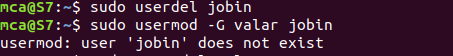 mca@S7:~$ sudo userdel jobin
mca@S7:~$ sudo usermod -G valar jobin
usermod: user 'jobin' does not exist